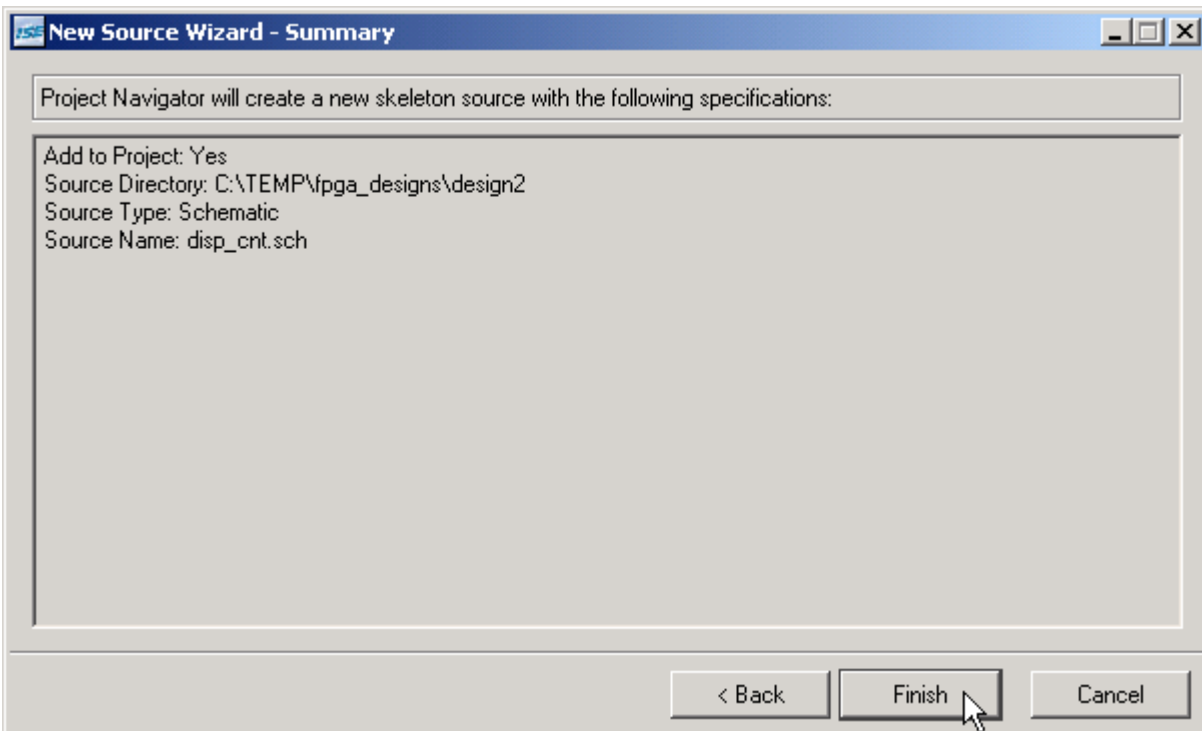 ISE New Source Wizard - Summary
Project Navigator will create a new skeleton source with the following specifications:
Add to Project: Yes
Source Directory: C:\TEMP\fpga_designs\design2
Source Type: Schematic
Source Name: disp_cnt.sch
< Back Finish Cancel